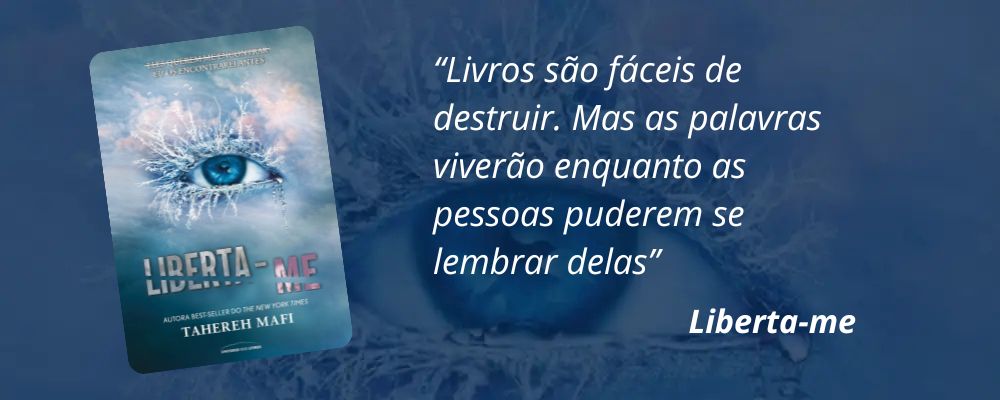 ELES QUEREM ME ENCONTRAR
EU OS ENCONTRAREI ANTES
LIBERTA-ME
AUTORA BEST-SELLER DO THE NEW YORK TIMES
TAHEREH MAFI
“Livros são fáceis de
destruir. Mas as palavras
viverão enquanto as
pessoas puderem se
lembrar delas”
Liberta-me